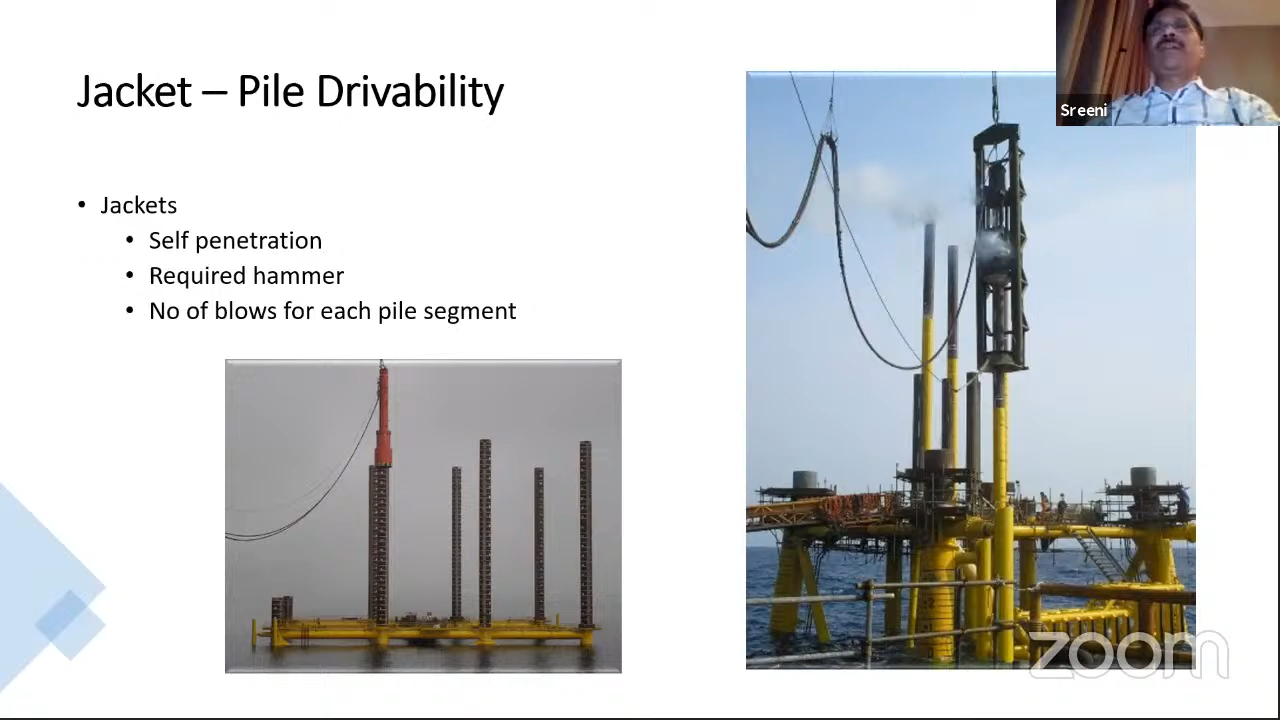 Jacket – Pile Drivability
Sreeni
• Jackets
• Self penetration
• Required hammer
• No of blows for each pile segment
zoom